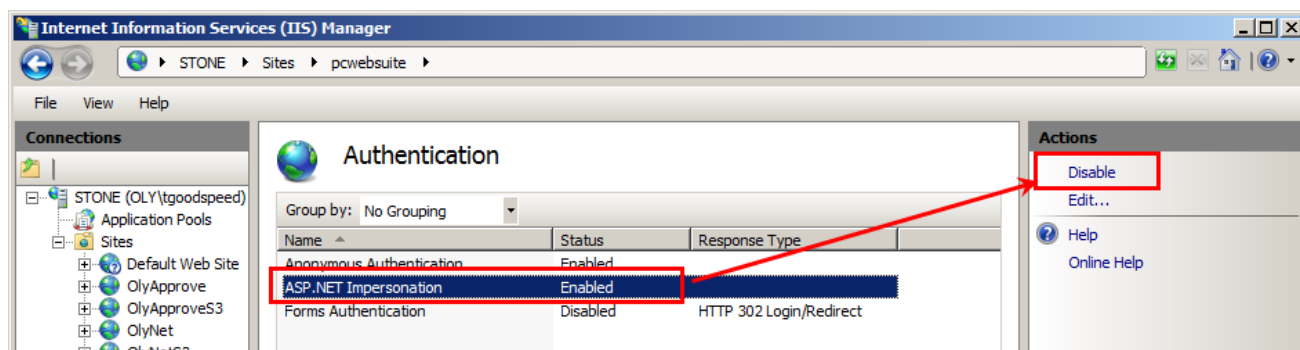 Internet Information Services (IIS) Manager
STONE Sites pcwebsuite
File View Help
Connections
STONE (OLY\tgoodspeed)
Application Pools
Sites
Default Web Site
OlyApprove
OlyApproveS3
OlyNet
OlyNetS3
Authentication
Group by: No Grouping
Name Status Response Type
Anonymous Authentication Enabled
ASP.NET Impersonation Enabled
Forms Authentication Disabled HTTP 302 Login/Redirect
Actions
Disable
Edit...
Help
Online Help